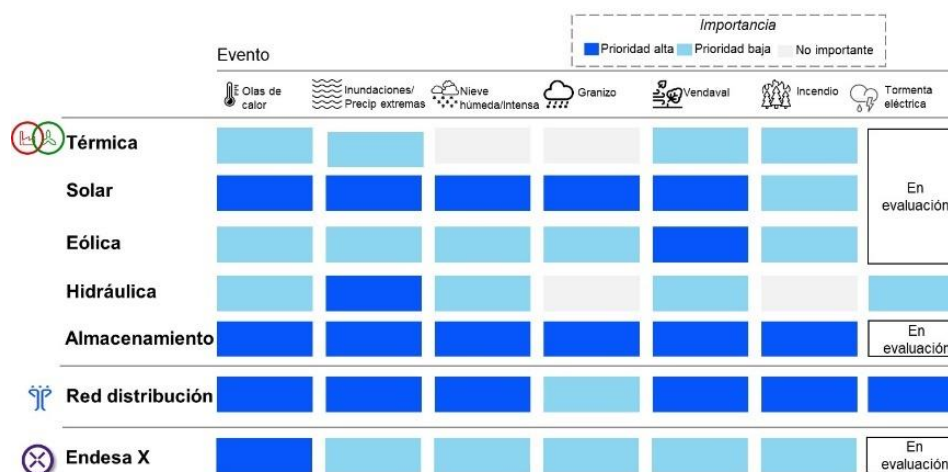 Importancia
Prioridad alta Prioridad baja No importante
Evento
Olas de
calor
Inundaciones/
Precip extremas
Nieve
húmeda/Intensa
Granizo
Vendaval
Incendio
Tormenta
eléctrica
Térmica
Solar
En
evaluación
Eólica
Hidráulica
Almacenamiento
En
evaluación
Red distribución
Endesa X
En
evaluación